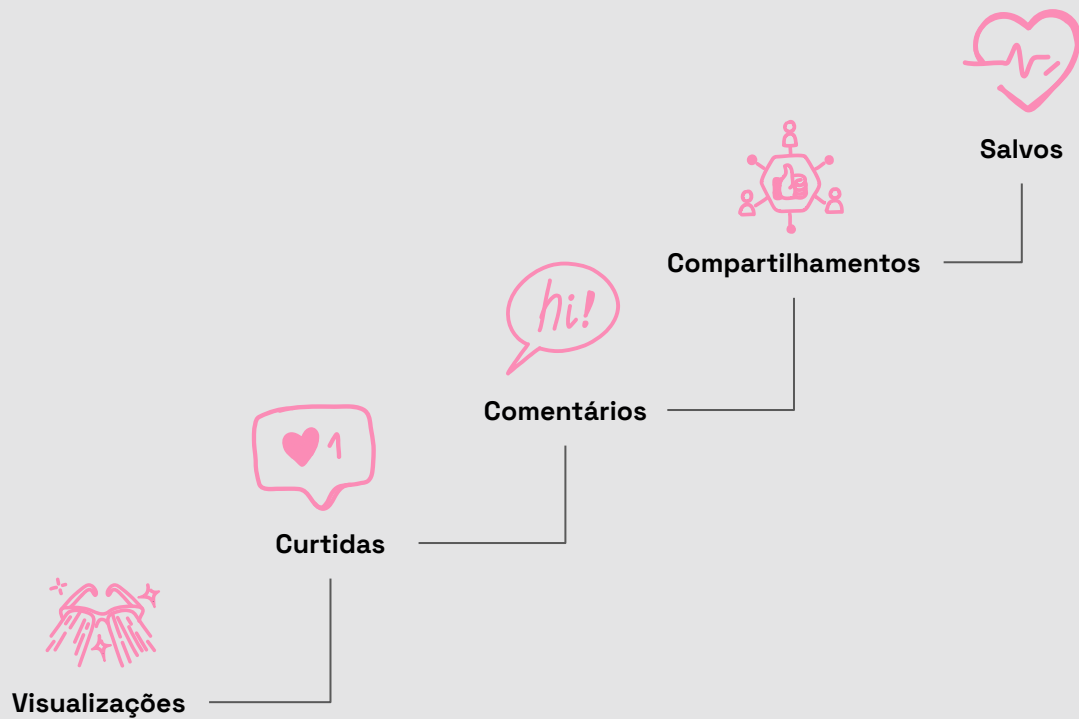 Salvos
Compartilhamentos
hi!
Comentários
1
Curtidas
Visualizações